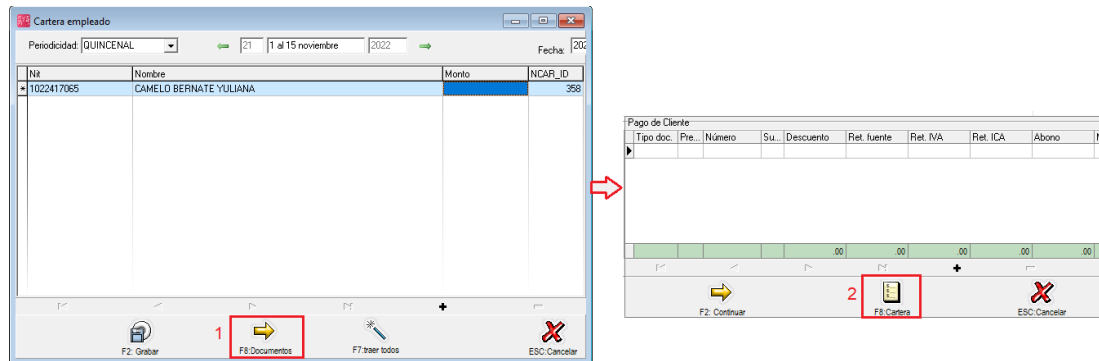 Cartera empleado
Periodicidad: QUINCENAL 21 1 al 15 noviembre 2022 Fecha: 202
Nit Nombre Monto NCAR_ID
* 1022417065 CAMELO BERNATE YULIANA 358
1
F2: Grabar F8:Documentos F7:traer todos ESC:Cancelar
Pago de Cliente
Tipo doc. Pre... Número Su... Descuento Ret. fuente Ret. IVA Ret. ICA Abono
.00 .00 .00 .00 .00
2
F2: Continuar F8:Cartera ESC:Cancelar